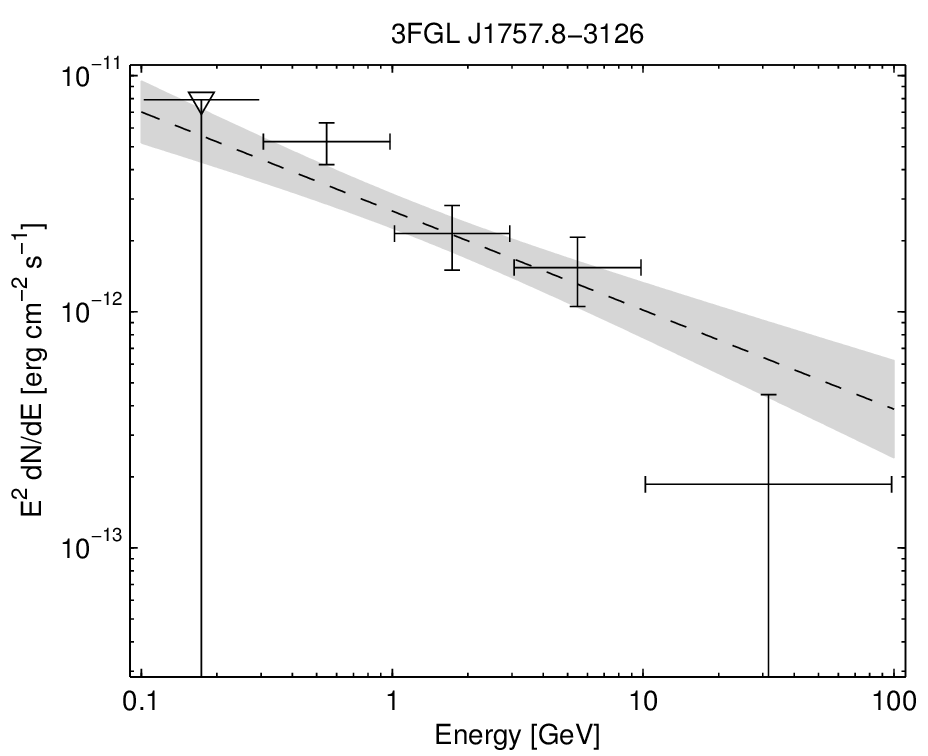 3FGL J1757.8−3126
10⁻¹¹
10⁻¹²
10⁻¹³
E² dN/dE [erg cm⁻² s⁻¹]
0.1 1 10 100
Energy [GeV]